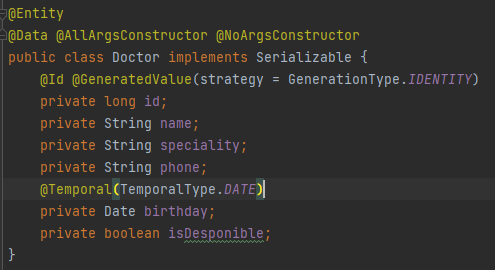 @Entity
@Data @AllArgsConstructor @NoArgsConstructor
public class Doctor implements Serializable {
@Id @GeneratedValue(strategy = GenerationType.IDENTITY)
private long id;
private String name;
private String speciality;
private String phone;
@Temporal(TemporalType.DATE)
private Date birthday;
private boolean isDesponible;
}